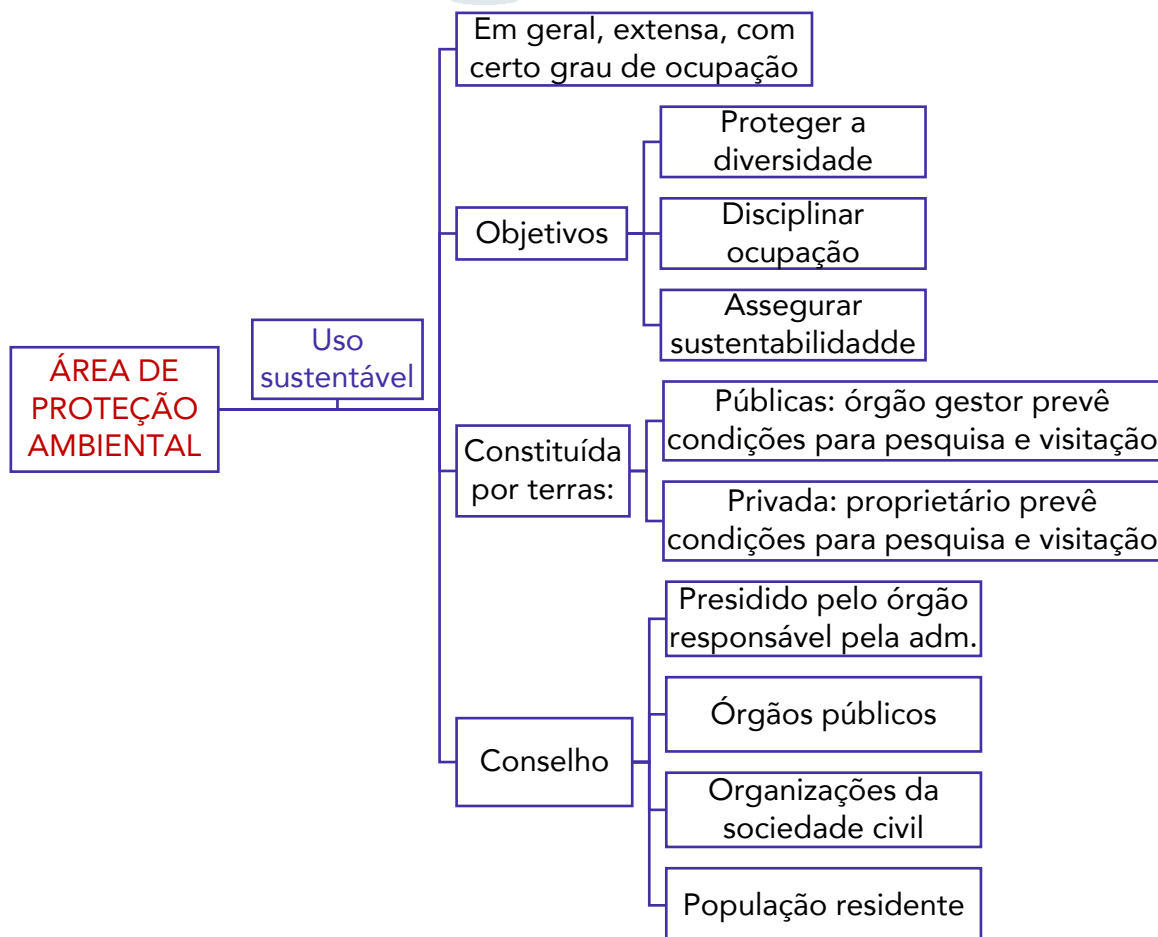 Em geral, extensa, com
certo grau de ocupação
Proteger a
diversidade
Objetivos
Disciplinar
ocupação
Assegurar
sustentabilidadde
Uso
sustentável
ÁREA DE
PROTEÇÃO
AMBIENTAL
Constituída
por terras:
Públicas: órgão gestor prevê
condições para pesquisa e visitação
Privada: proprietário prevê
condições para pesquisa e visitação
Conselho
Presidido pelo órgão
responsável pela adm.
Órgãos públicos
Organizações da
sociedade civil
População residente